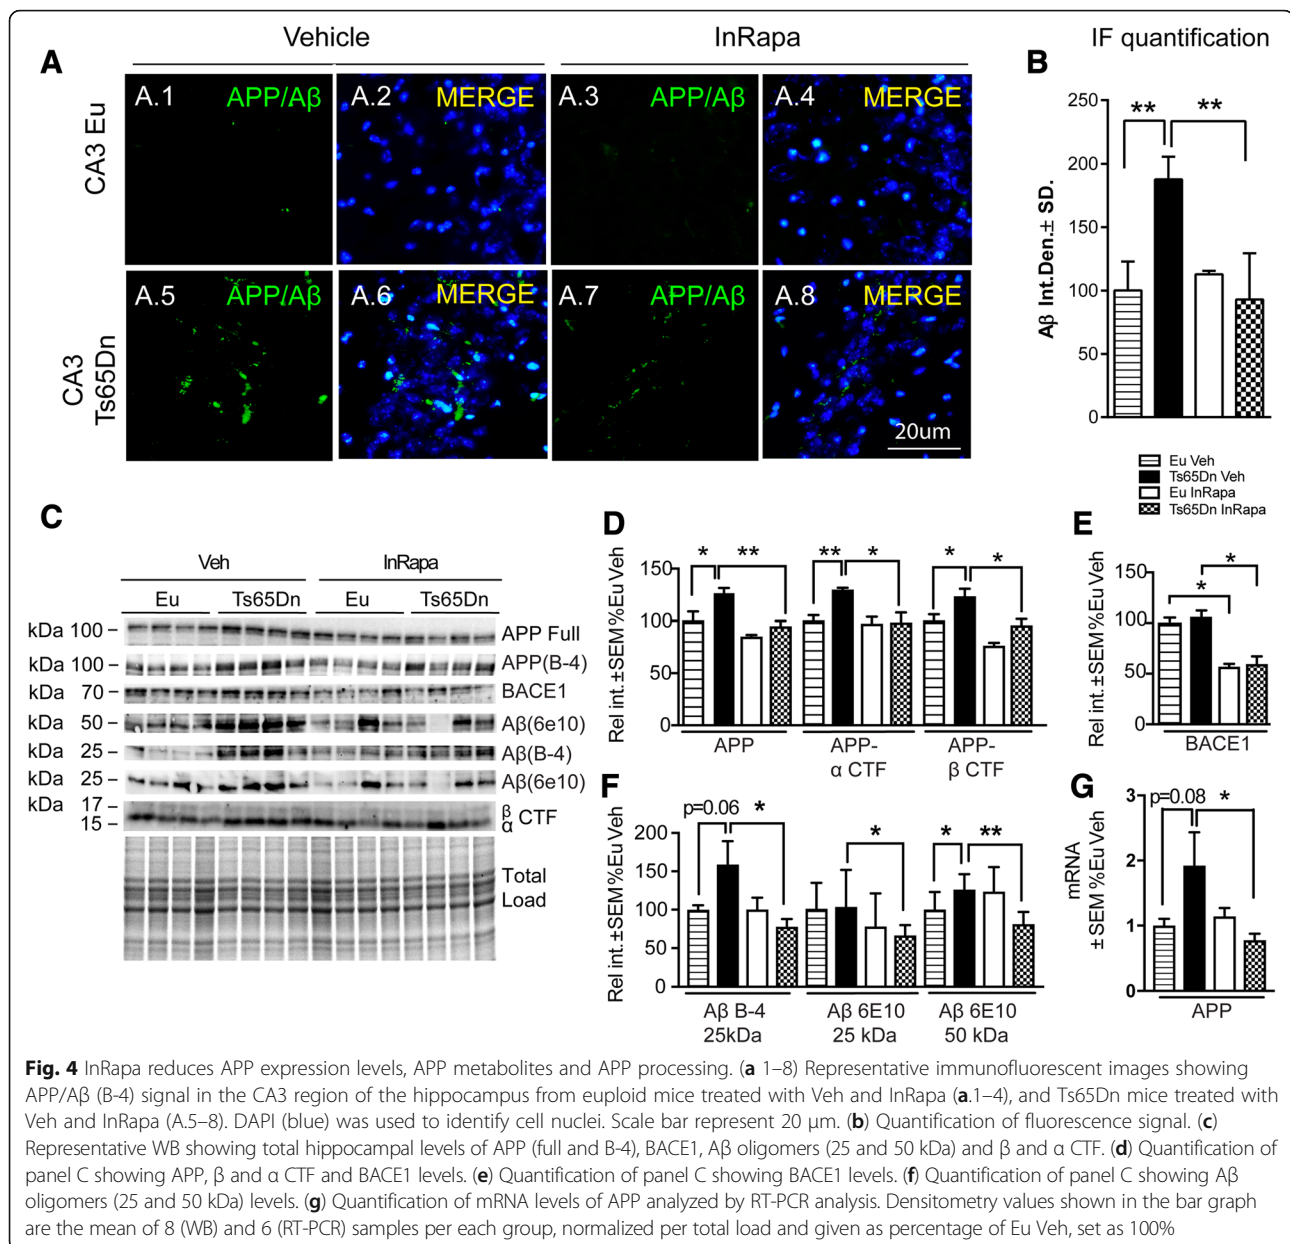 Vehicle
InRapa
IF quantification
A
A.1 APP/Aβ
A.2 MERGE
A.3 APP/Aβ
A.4 MERGE
CA3 Eu
A.5 APP/Aβ
A.6 MERGE
A.7 APP/Aβ
A.8 MERGE
CA3
Ts65Dn
20um
B
** **
250
200
150
100
50
0
Aβ Int.Den.± SD.
Eu Veh
Ts65Dn Veh
Eu InRapa
Ts65Dn InRapa
C
Veh InRapa
Eu Ts65Dn Eu Ts65Dn
kDa 100 APP Full
kDa 100 APP(B-4)
kDa 70 BACE1
kDa 50 Aβ(6e10)
kDa 25 Aβ(B-4)
kDa 25 Aβ(6e10)
kDa 17 β
15 α CTF
Total
Load
D
* ** ** * * *
150
100
50
0
Rel int.±SEM %Eu Veh
APP APP- APP-
α CTF β CTF
E
*
*
150
100
50
0
Rel int.±SEM %Eu Veh
BACE1
F
p=0.06 * * * **
200
150
100
50
0
Rel int.±SEM %Eu Veh
Aβ B-4 Aβ 6E10 Aβ 6E10
25kDa 25 kDa 50 kDa
G
p=0.08 *
3
2
1
0
mRNA
±SEM %Eu Veh
APP
Fig. 4 InRapa reduces APP expression levels, APP metabolites and APP processing. (a 1–8) Representative immunofluorescent images showing
APP/Aβ (B-4) signal in the CA3 region of the hippocampus from euploid mice treated with Veh and InRapa (a.1–4), and Ts65Dn mice treated with
Veh and InRapa (A.5–8). DAPI (blue) was used to identify cell nuclei. Scale bar represent 20 μm. (b) Quantification of fluorescence signal. (c)
Representative WB showing total hippocampal levels of APP (full and B-4), BACE1, Aβ oligomers (25 and 50 kDa) and β and α CTF. (d) Quantification of
panel C showing APP, β and α CTF and BACE1 levels. (e) Quantification of panel C showing BACE1 levels. (f) Quantification of panel C showing Aβ
oligomers (25 and 50 kDa) levels. (g) Quantification of mRNA levels of APP analyzed by RT-PCR analysis. Densitometry values shown in the bar graph
are the mean of 8 (WB) and 6 (RT-PCR) samples per each group, normalized per total load and given as percentage of Eu Veh, set as 100%